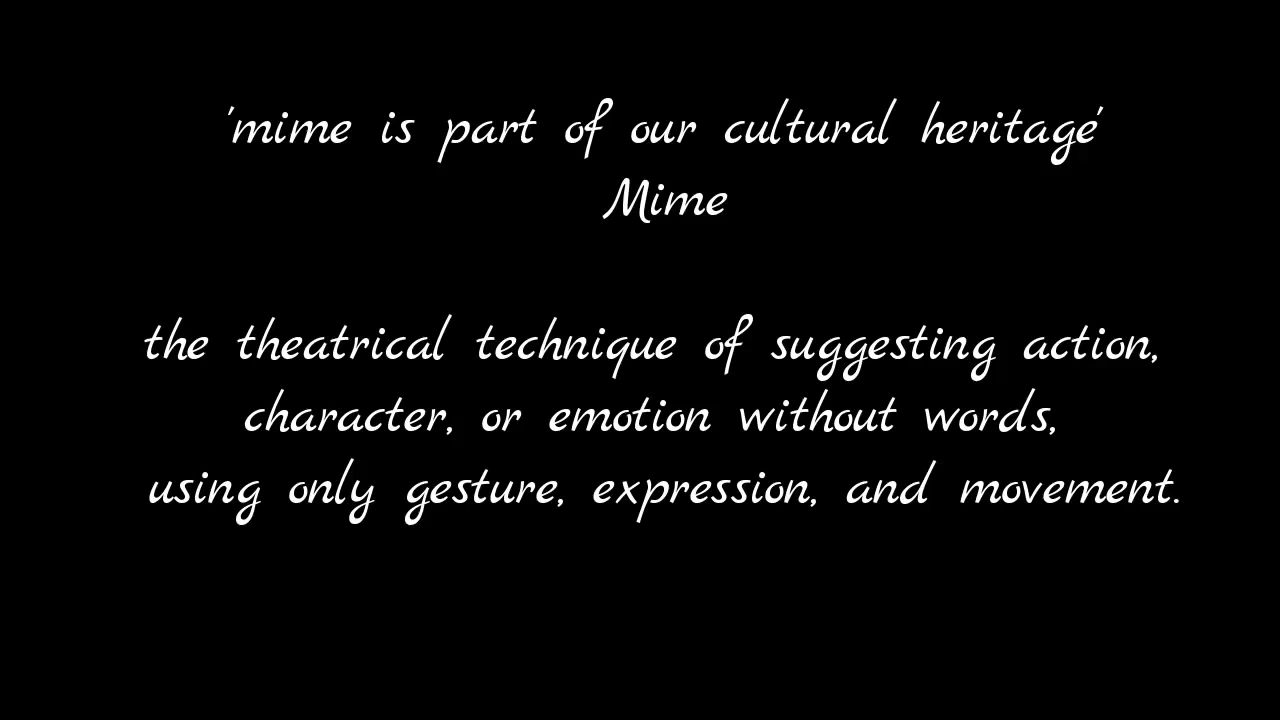 'mime is part of our cultural heritage'
Mime
the theatrical technique of suggesting action,
character, or emotion without words,
using only gesture, expression, and movement.